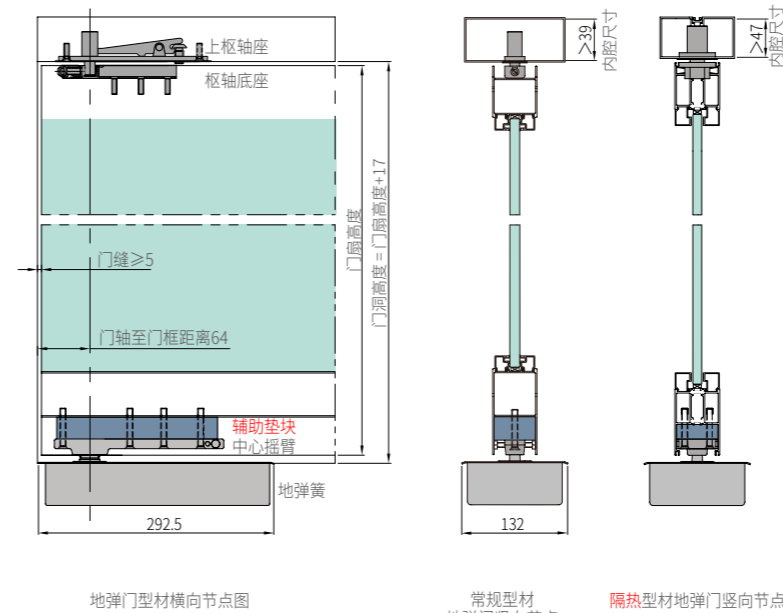 上枢轴座
枢轴底座
门缝≥5
门轴至门框距离64
门扇高度
门洞高度=门扇高度+17
辅助垫块
中心摇臂
地弹簧
292.5
地弹门型材横向节点图
>39
内腔尺寸
132
常规型材
>47
内腔尺寸
隔热型材地弹门竖向节点